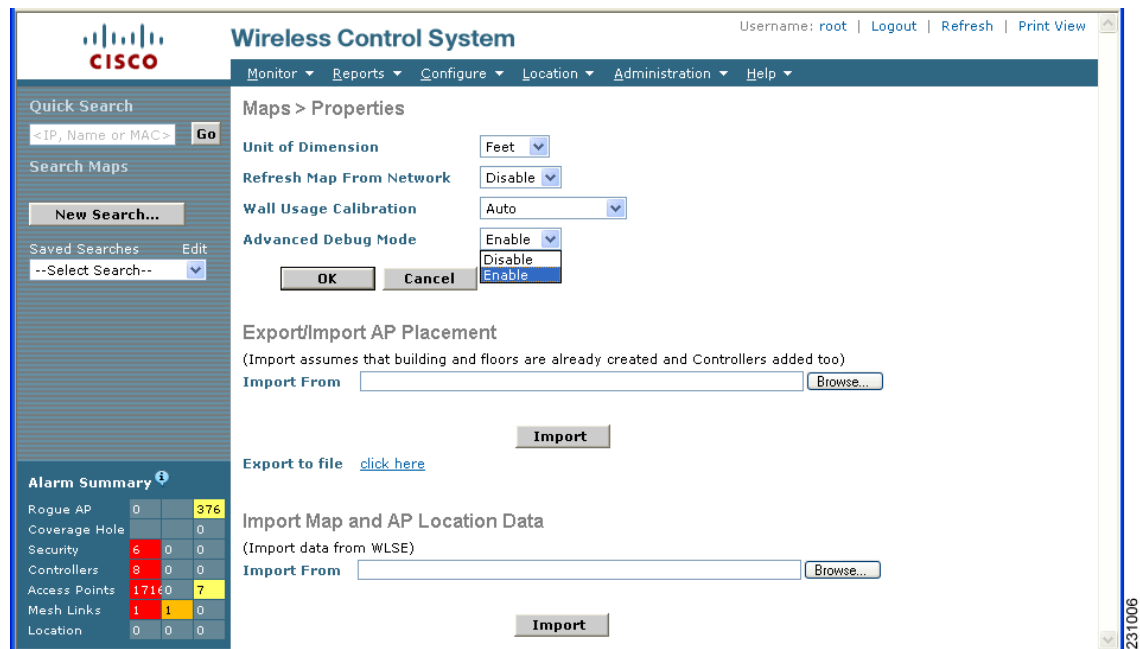 CISCO
Wireless Control System
Username: root | Logout | Refresh | Print View
Monitor Reports Configure Location Administration Help
Quick Search
<IP, Name or MAC> Go
Search Maps
New Search...
Saved Searches Edit
--Select Search--
Maps > Properties
Unit of Dimension Feet
Refresh Map From Network Disable
Wall Usage Calibration Auto
Advanced Debug Mode Enable
Disable
Enable
OK Cancel
Export/Import AP Placement
(Import assumes that building and floors are already created and Controllers added too)
Import From Browse...
Import
Export to file click here
Import Map and AP Location Data
(Import data from WLSE)
Import From Browse...
Import
Alarm Summary
Rogue AP 0 376
Coverage Hole 0
Security 6 0 0
Controllers 8 0 0
Access Points 0 7
Mesh Links 1 1 0
Location 0 0 0
231006